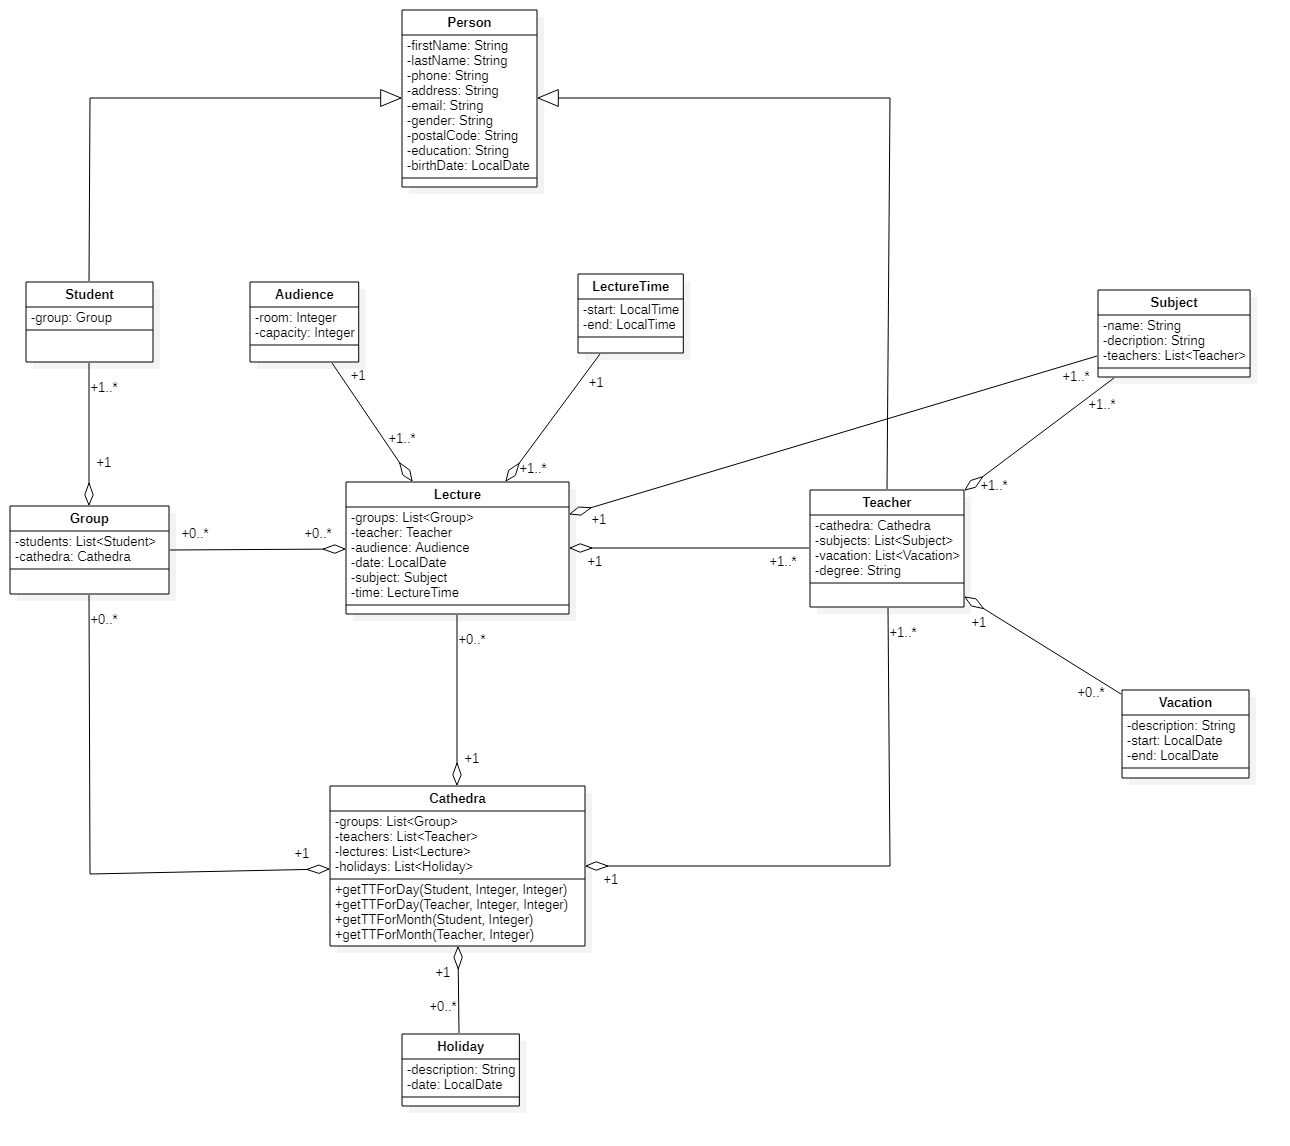 Person
-firstName: String
-lastName: String
-phone: String
-address: String
-email: String
-gender: String
-postalCode: String
-education: String
-birthDate: LocalDate
Student
-group: Group
Audience
-room: Integer
-capacity: Integer
LectureTime
-start: LocalTime
-end: LocalTime
Subject
-name: String
-decription: String
-teachers: List<Teacher>
+1..*
+1
+1
+1..*
+1..*
+1
+1..*
+1..*
+1..*
+1
Group
-students: List<Student>
-cathedra: Cathedra
+0..*
+0..*
Lecture
-groups: List<Group>
-teacher: Teacher
-audience: Audience
-date: LocalDate
-subject: Subject
-time: LectureTime
+1
+1..*
Teacher
-cathedra: Cathedra
-subjects: List<Subject>
-vacation: List<Vacation>
-degree: String
+0..*
+0..*
+1..*
+1
+0..*
Vacation
-description: String
-start: LocalDate
-end: LocalDate
+1
+1
+1
Cathedra
-groups: List<Group>
-teachers: List<Teacher>
-lectures: List<Lecture>
-holidays: List<Holiday>
+getTTForDay(Student, Integer, Integer)
+getTTForDay(Teacher, Integer, Integer)
+getTTForMonth(Student, Integer)
+getTTForMonth(Teacher, Integer)
+1
+0..*
Holiday
-description: String
-date: LocalDate